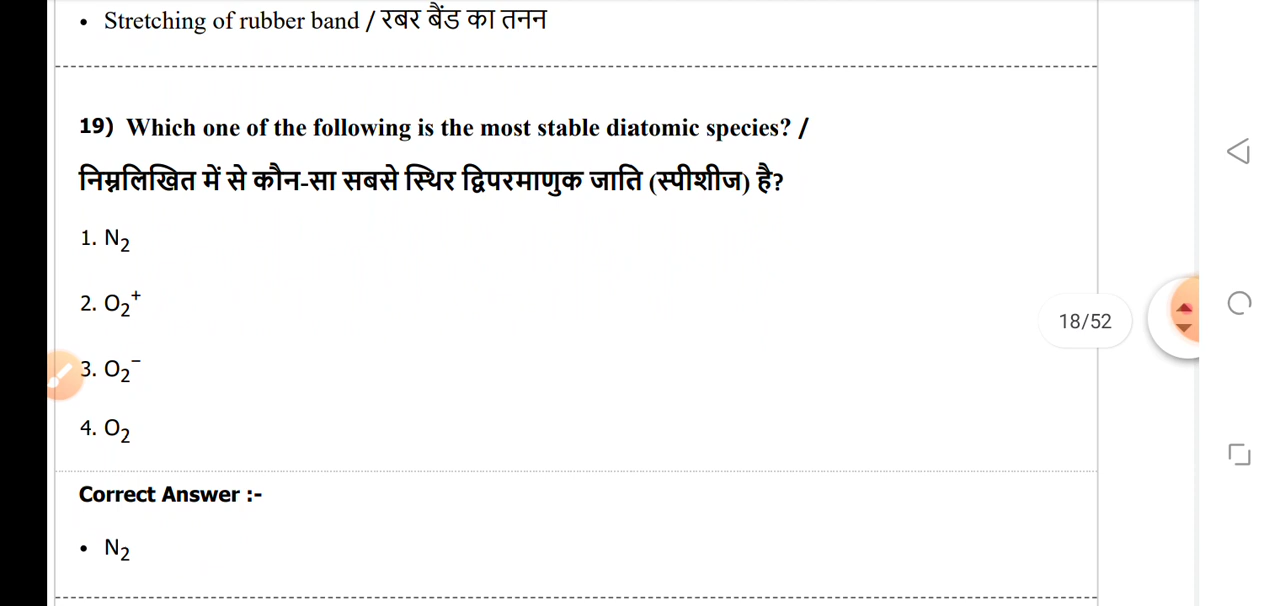 • Stretching of rubber band / रबर बैंड का तनन
19) Which one of the following is the most stable diatomic species? /
निम्नलिखित में से कौन-सा सबसे स्थिर द्विपरमाणुक जाति (स्पीशीज) है?
1. N₂
2. O₂⁺
18/52
3. O₂⁻
4. O₂
Correct Answer :-
• N₂